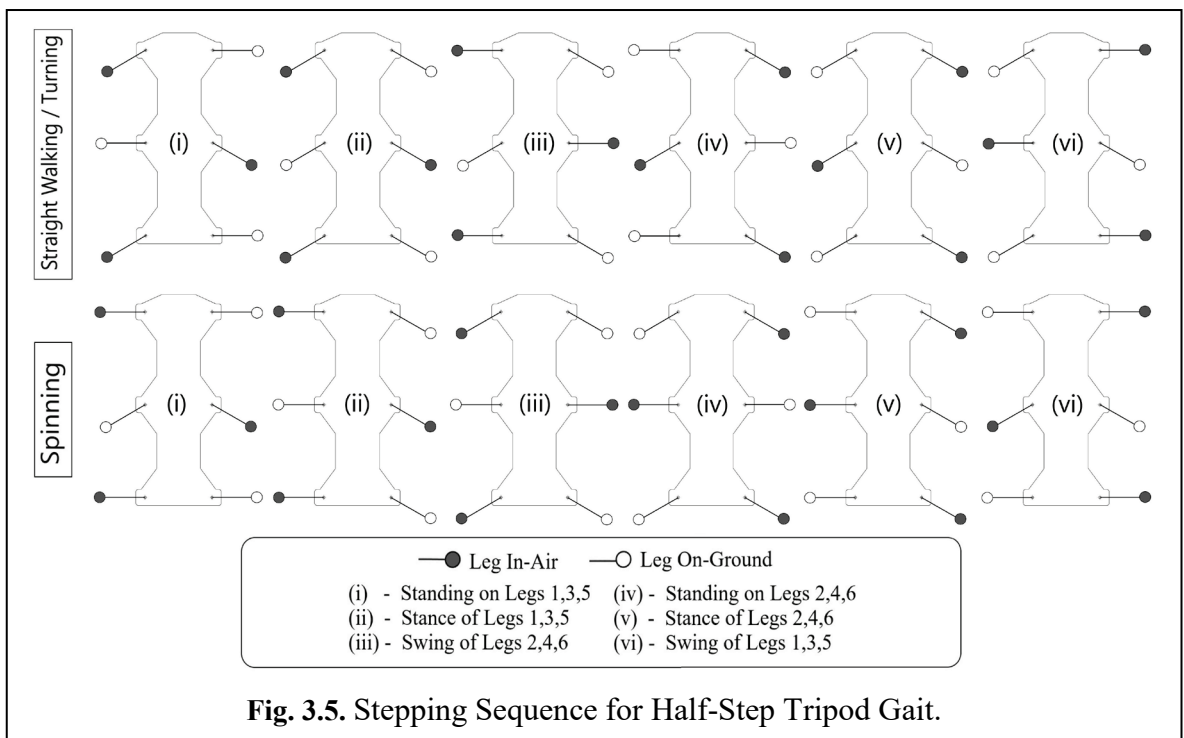 Straight Walking / Turning
(i) (ii) (iii) (iv) (v) (vi)
Spinning
(i) (ii) (iii) (iv) (v) (vi)
Leg In-Air Leg On-Ground
(i) - Standing on Legs 1,3,5 (iv) - Standing on Legs 2,4,6
(ii) - Stance of Legs 1,3,5 (v) - Stance of Legs 2,4,6
(iii) - Swing of Legs 2,4,6 (vi) - Swing of Legs 1,3,5
Fig. 3.5. Stepping Sequence for Half-Step Tripod Gait.